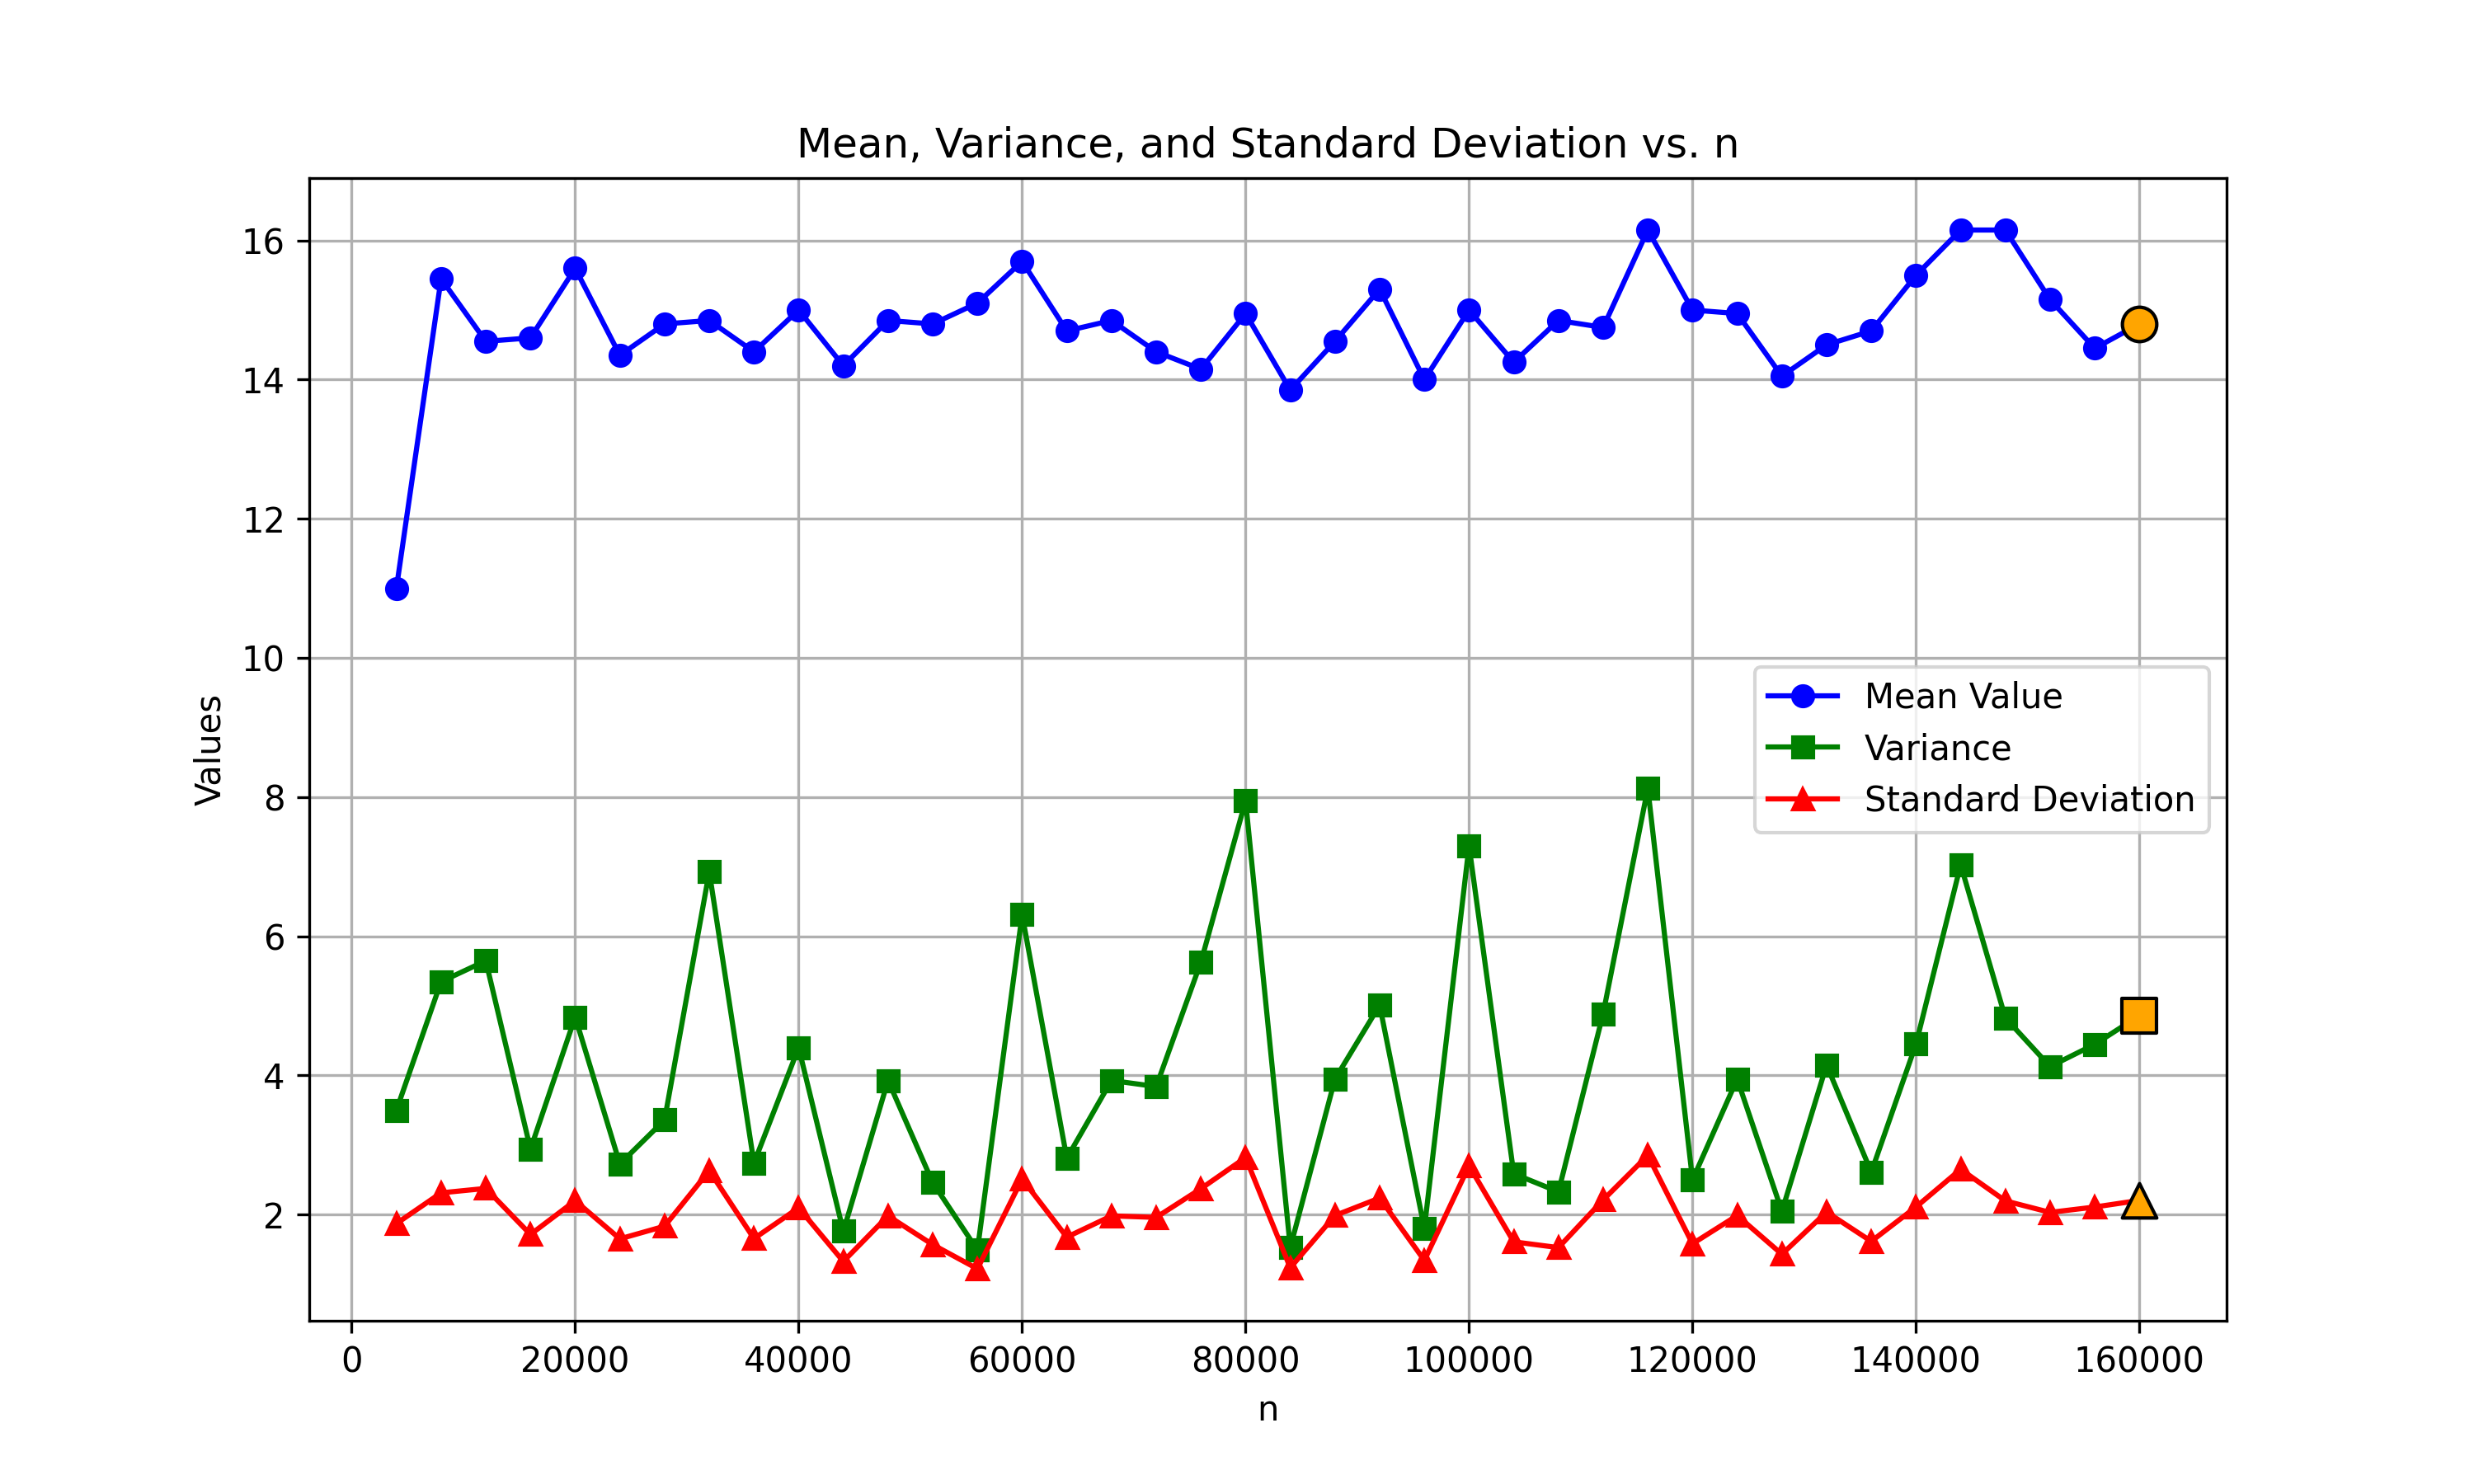 Mean, Variance, and Standard Deviation vs. n
16
14
12
10
8
6
4
2
Values
Mean Value
Variance
Standard Deviation
0 20000 40000 60000 80000 100000 120000 140000 160000
n